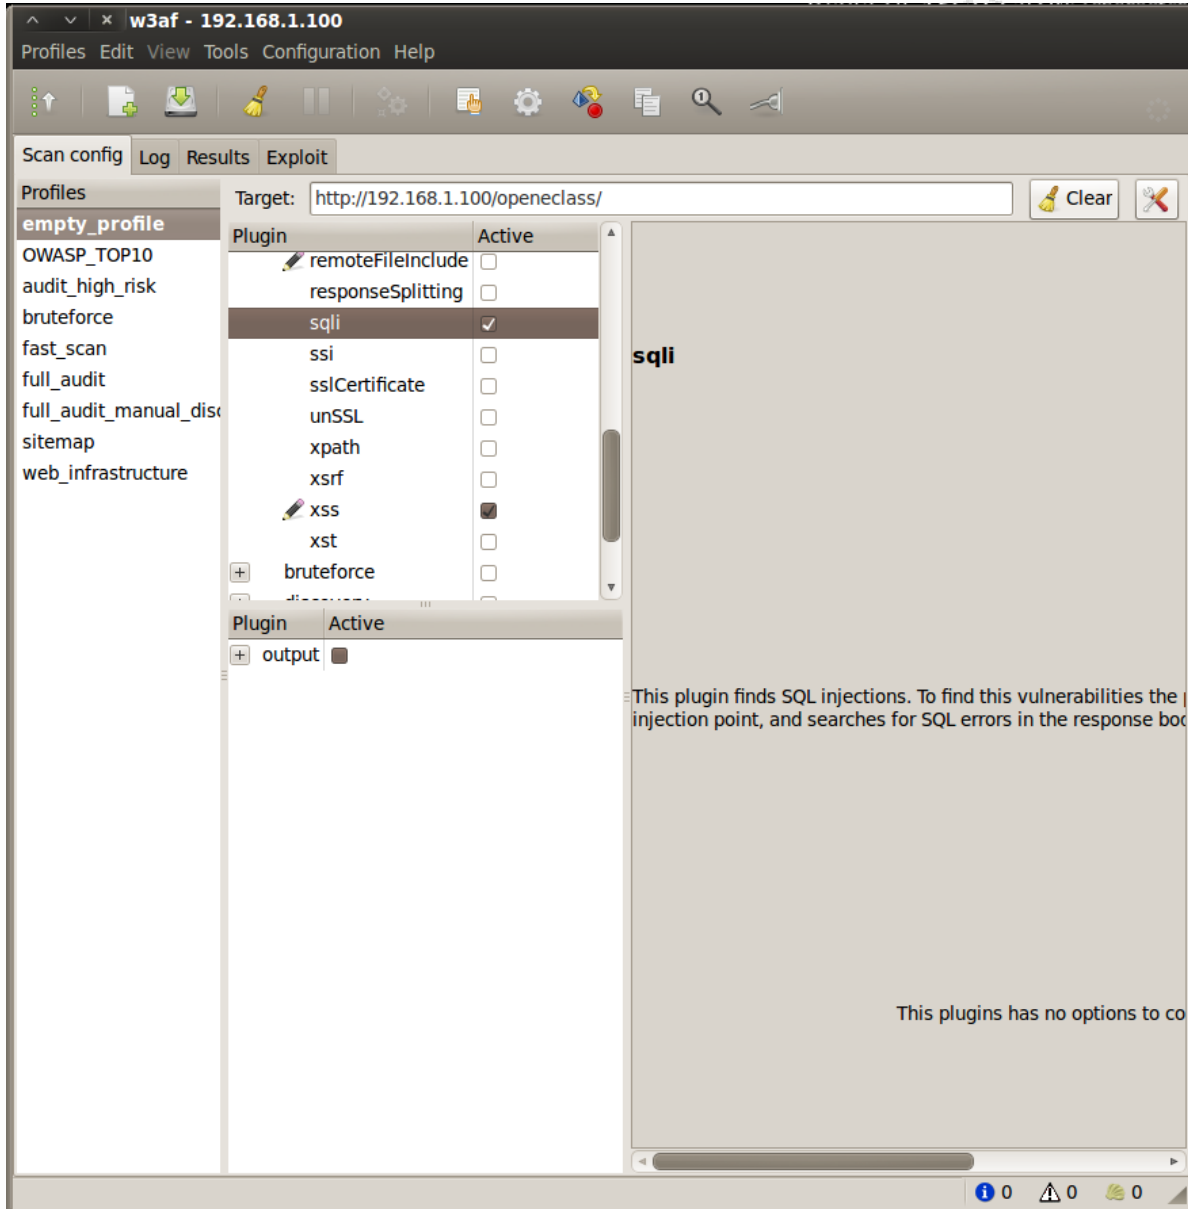 w3af - 192.168.1.100
Profiles Edit View Tools Configuration Help
Scan config Log Results Exploit
Profiles
empty_profile
OWASP_TOP10
audit_high_risk
bruteforce
fast_scan
full_audit
full_audit_manual_disc
sitemap
web_infrastructure
Target: http://192.168.1.100/openeclass/ Clear
Plugin Active
remoteFileInclude
responseSplitting
sqli
ssi
sslCertificate
unSSL
xpath
xsrf
xss
xst
bruteforce
discovery
Plugin Active
output
sqli
This plugin finds SQL injections. To find this vulnerabilities the
injection point, and searches for SQL errors in the response bod
This plugins has no options to co
0 0 0